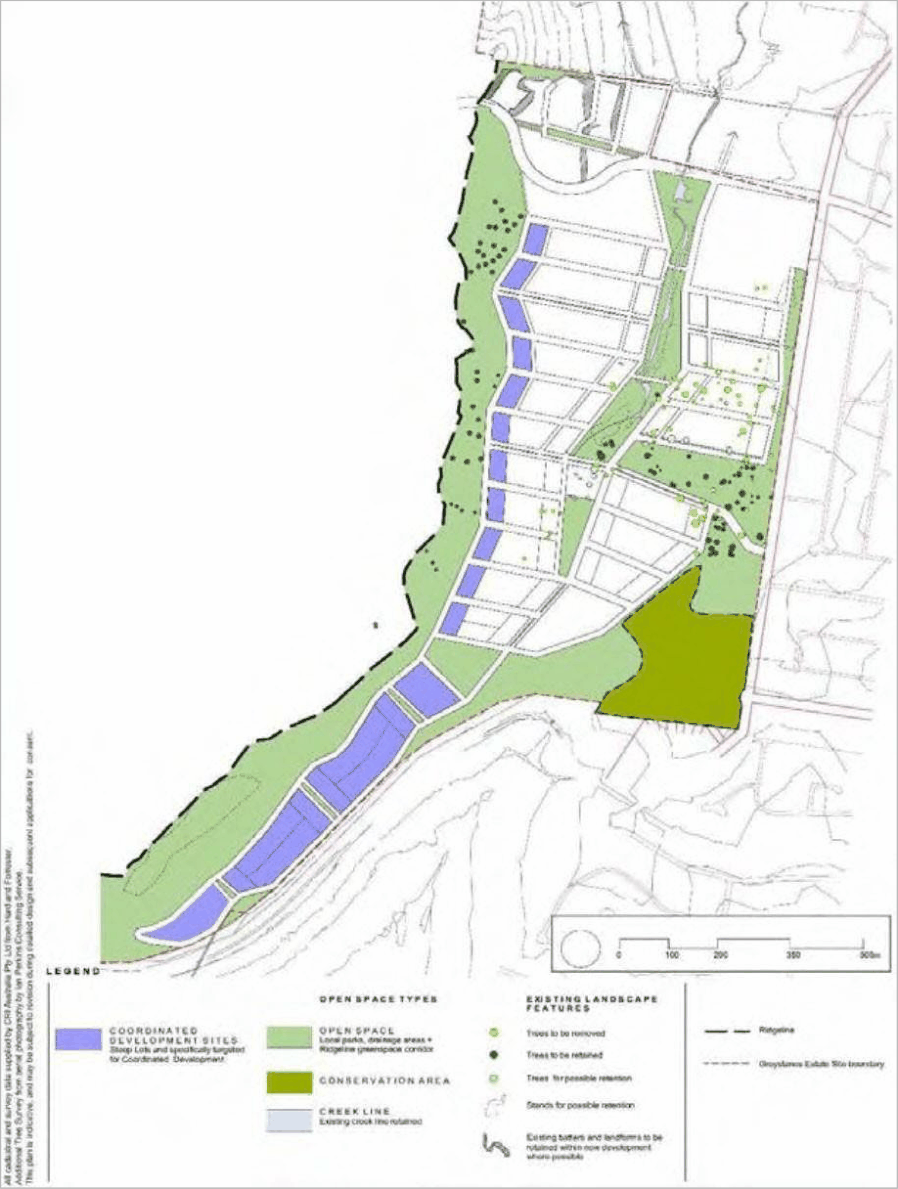 0 100 200 350 500m
LEGEND
COORDINATED
DEVELOPMENT SITES
Steep Lots and specifically targeted
for Coordinated Development
OPEN SPACE TYPES
OPEN SPACE
Local parks, drainage areas +
Ridgeline greenspace corridor
CONSERVATION AREA
CREEK LINE
Existing creek line retained
EXISTING LANDSCAPE
FEATURES
Trees to be removed
Trees to be retained
Trees for possible retention
Stands for possible retention
Existing batters and landforms to be
retained within new development
where possible
Ridgeline
Greystanes Estate Site boundary
All cadastral and survey data supplied by CRI Australia Pty Ltd from Hard and Forrester.
Additional Tree Survey from aerial photography by Ian Perkins Consulting Service.
This plan is indicative, and may be subject to revision during detailed design and subsequent applications for consent.